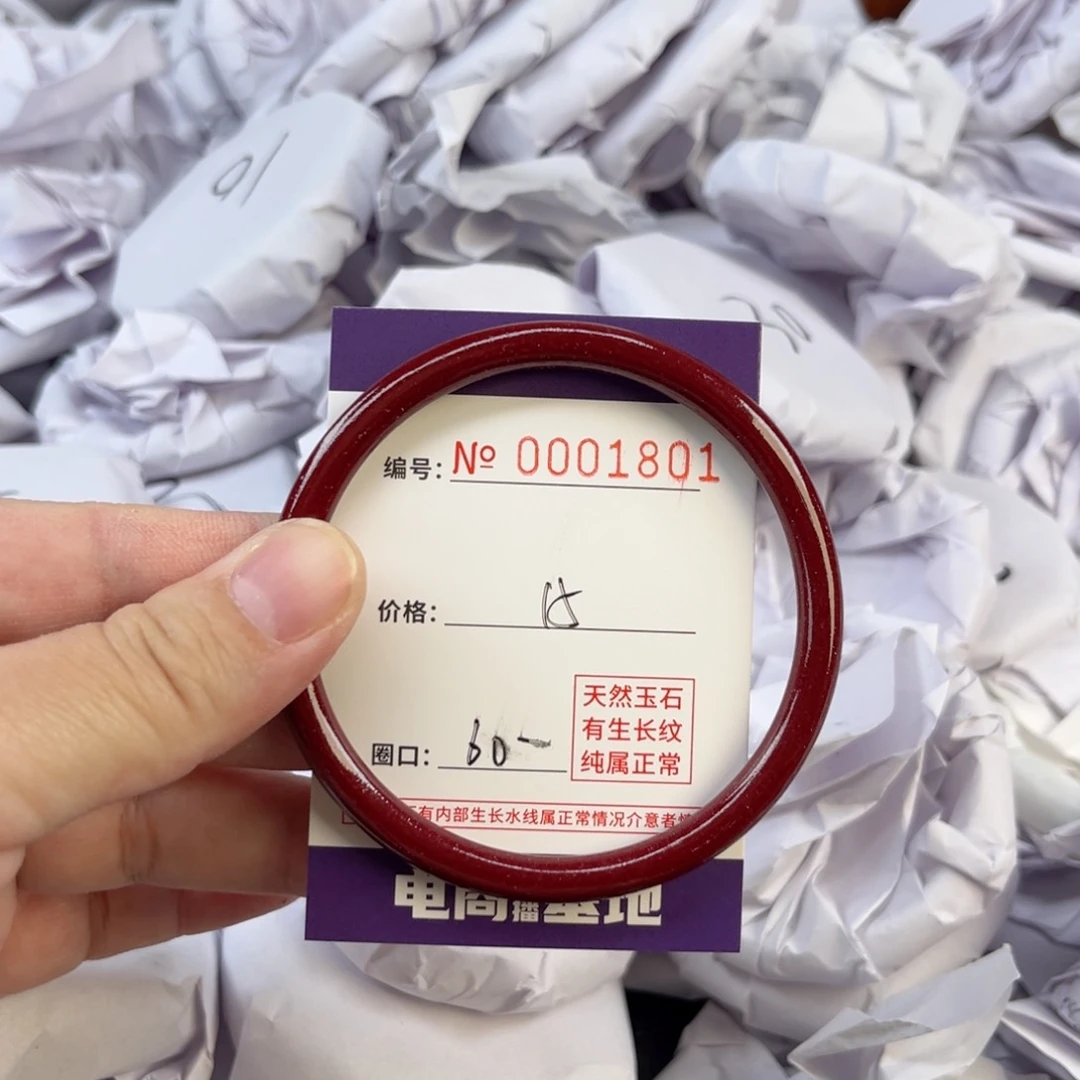 编号: № 0001801
价格:
天然玉石
有生长纹
纯属正常
圈口: 60-
有内部生长水线属正常情况介意者
电商播基地